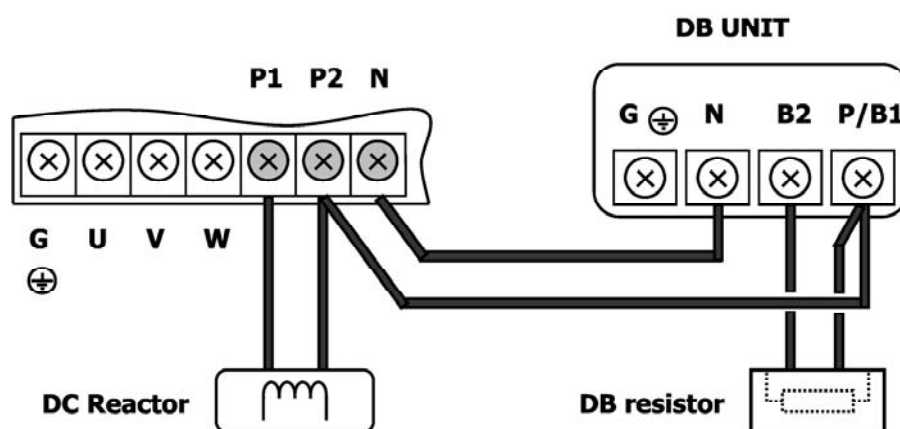 DB UNIT
P1 P2 N
G N B2 P/B1
G U V W
DC Reactor
DB resistor